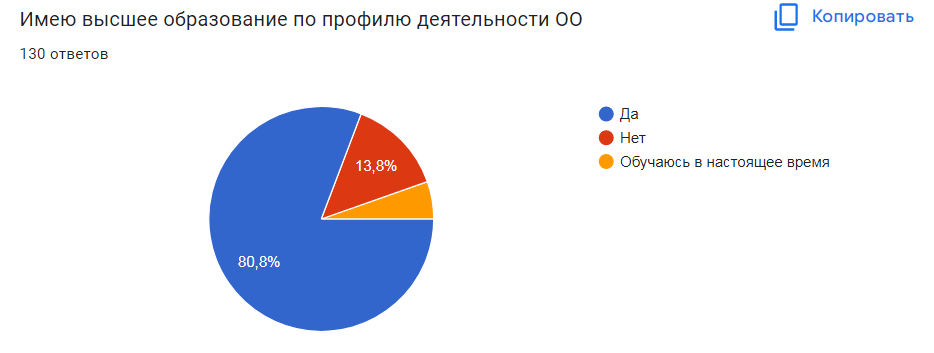 Имею высшее образование по профилю деятельности ОО
Копировать
130 ответов
Да
Нет
Обучаюсь в настоящее время
13,8%
80,8%